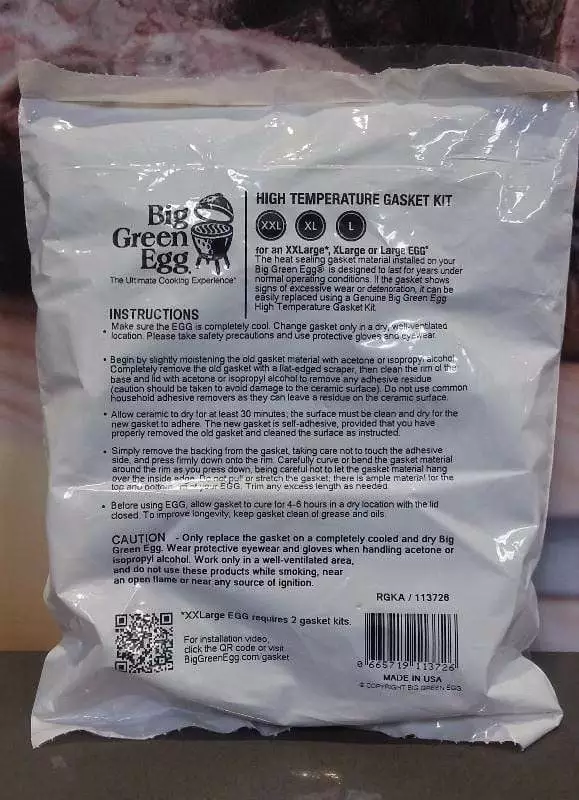 Big
Green
Egg®
The Ultimate Cooking Experience®
HIGH TEMPERATURE GASKET KIT
XXL XL L
for an XXLarge*, XLarge or Large EGG®
The heat sealing gasket material installed on your
Big Green Egg® is designed to last for years under
normal operating conditions. If the gasket shows
signs of excessive wear or deterioration, it can be
easily replaced using a Genuine Big Green Egg
High Temperature Gasket Kit.
INSTRUCTIONS
• Make sure the EGG is completely cool. Change gasket only in a dry, well-ventilated
location. Please take safety precautions and use protective gloves and eyewear.
• Begin by slightly moistening the old gasket material with acetone or isopropyl alcohol.
Completely remove the old gasket with a flat-edged scraper, then clean the rim of the
base and lid with acetone or isopropyl alcohol to remove any adhesive residue
(caution should be taken to avoid damage to the ceramic surface). Do not use common
household adhesive removers as they can leave a residue on the ceramic surface.
• Allow ceramic to dry for at least 30 minutes; the surface must be clean and dry for the
new gasket to adhere. The new gasket is self-adhesive, provided that you have
properly removed the old gasket and cleaned the surface as instructed.
• Simply remove the backing from the gasket, taking care not to touch the adhesive
side, and press firmly down onto the rim. Carefully curve or bend the gasket material
around the rim as you press down, being careful not to let the gasket material hang
over the inside edge. Do not pull or stretch the gasket; there is ample material for the
top and bottom rim of your EGG. Trim any excess length as needed.
• Before using EGG, allow gasket to cure for 4-6 hours in a dry location with the lid
closed. To improve longevity, keep gasket clean of grease and oils.
CAUTION - Only replace the gasket on a completely cooled and dry Big
Green Egg. Wear protective eyewear and gloves when handling acetone or
isopropyl alcohol. Work only in a well-ventilated area,
and do not use these products while smoking, near
an open flame or near any source of ignition.
RGKA / 113726
*XXLarge EGG requires 2 gasket kits.
For installation video,
click the QR code or visit
BigGreenEgg.com/gasket
0 665719 113726
MADE IN USA
© COPYRIGHT BIG GREEN EGG